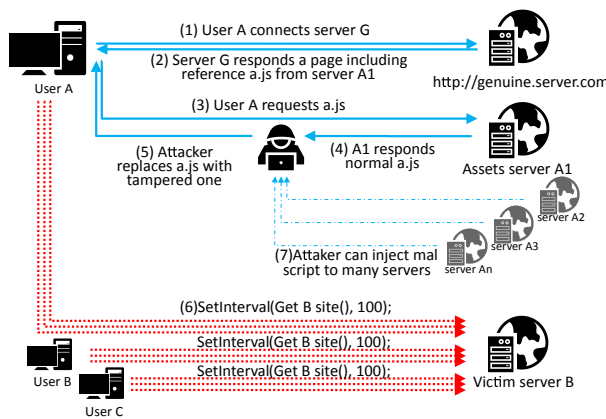 (1) User A connects server G
(2) Server G responds a page including
reference a.js from server A1
User A
http://genuine.server.com
(3) User A requests a.js
(5) Attacker
replaces a.js with
tampered one
(4) A1 responds
normal a.js
Assets server A1
server A2
server A3
(7)Attaker can inject mal
script to many servers
server An
(6)SetInterval(Get B site(), 100);
SetInterval(Get B site(), 100);
User B
SetInterval(Get B site(), 100);
Victim server B
User C